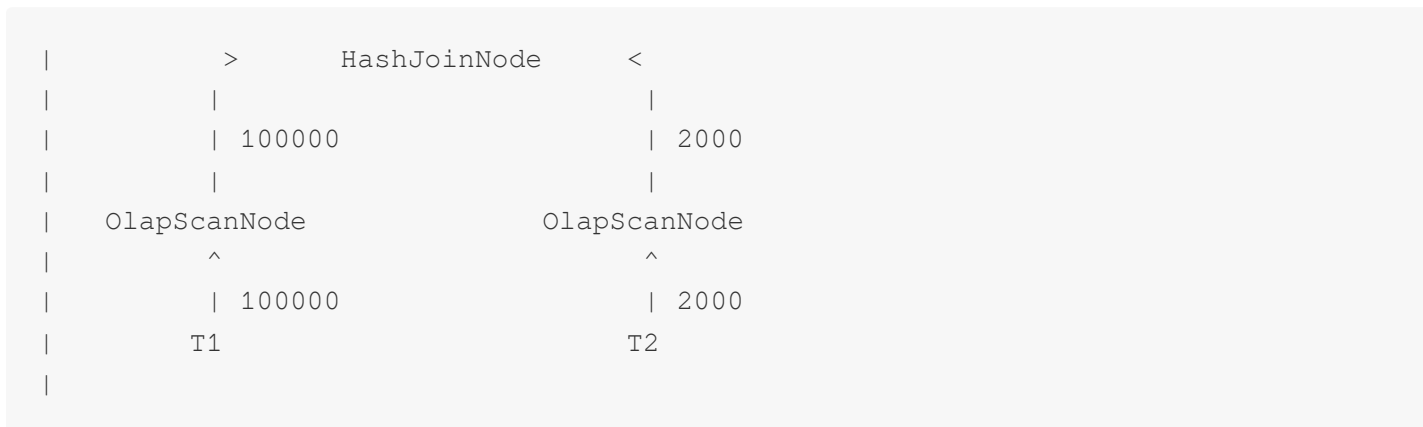 |          >      HashJoinNode     <
|         |                        |
|         | 100000                 | 2000
|         |                        |
|   OlapScanNode             OlapScanNode
|         ^                        ^
|         | 100000                 | 2000
|        T1                       T2
|